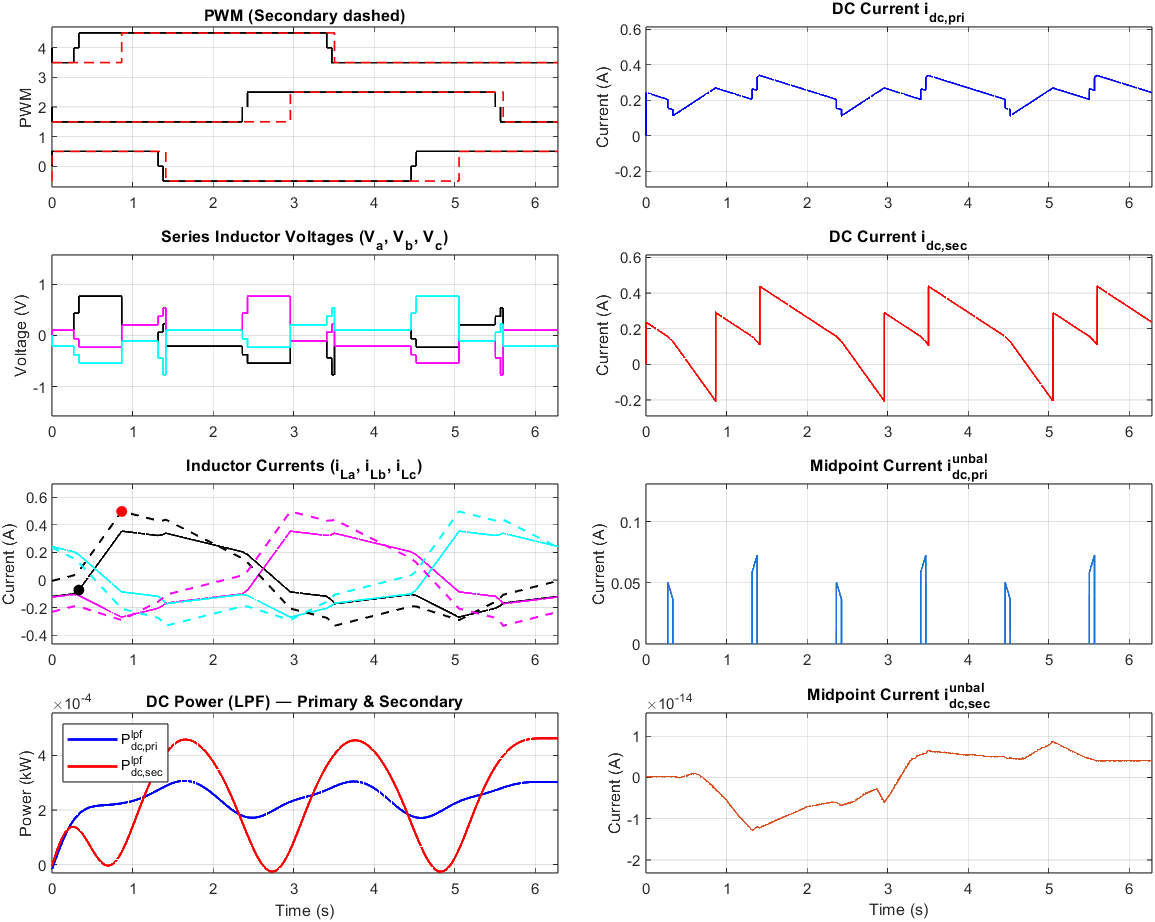 PWM (Secondary dashed)
PWM
4
3
2
1
0
0 1 2 3 4 5 6
DC Current i_dc,pri
Current (A)
0.6
0.4
0.2
0
-0.2
0 1 2 3 4 5 6
Series Inductor Voltages (V_a, V_b, V_c)
Voltage (V)
1
0
-1
0 1 2 3 4 5 6
DC Current i_dc,sec
Current (A)
0.6
0.4
0.2
0
-0.2
0 1 2 3 4 5 6
Inductor Currents (i_La, i_Lb, i_Lc)
Current (A)
0.6
0.4
0.2
0
-0.2
-0.4
0 1 2 3 4 5 6
Midpoint Current i_dc,pri^unbal
Current (A)
0.1
0.05
0
0 1 2 3 4 5 6
DC Power (LPF) — Primary & Secondary
×10^-4
Power (kW)
P_dc,pri^lpf
P_dc,sec^lpf
4
2
0
0 1 2 3 4 5 6
Time (s)
Midpoint Current i_dc,sec^unbal
×10^-14
Current (A)
1
0
-1
-2
0 1 2 3 4 5 6
Time (s)